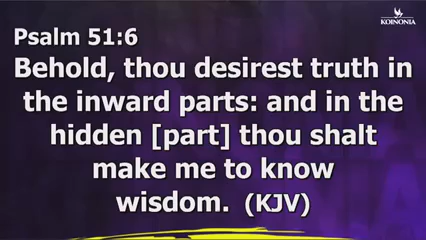 KOINONIA
Psalm 51:6
Behold, thou desirest truth in
the inward parts: and in the
hidden [part] thou shalt
make me to know
wisdom. (KJV)